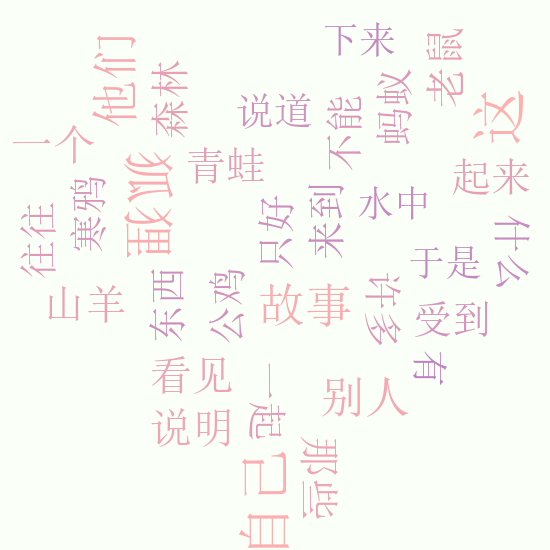 下来
老鼠
他们
森林
说道
不能
蚂蚁
这
一个
狐狸
青蛙
起来
往往
寒鸦
只好
来到
水中
什么
山羊
东西
公鸡
故事
许多
于是
受到
有
看见
说明
一起
别人
自己
那些